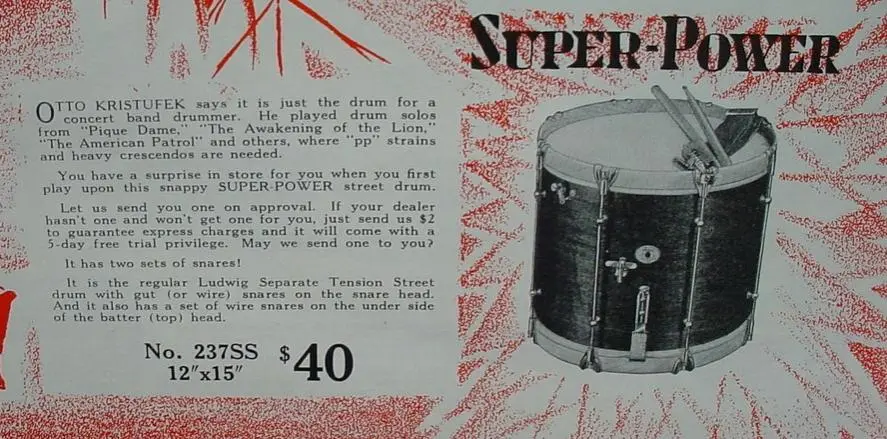 SUPER-POWER
OTTO KRISTUFEK says it is just the drum for a
concert band drummer. He played drum solos
from "Pique Dame," "The Awakening of the Lion,"
"The American Patrol" and others, where "pp" strains
and heavy crescendos are needed.
You have a surprise in store for you when you first
play upon this snappy SUPER-POWER street drum.
Let us send you one on approval. If your dealer
hasn't one and won't get one for you, just send us $2
to guarantee express charges and it will come with a
5-day free trial privilege. May we send one to you?
It has two sets of snares!
It is the regular Ludwig Separate Tension Street
drum with gut (or wire) snares on the snare head.
And it also has a set of wire snares on the under side
of the batter (top) head.
No. 237SS $40
12"x15"